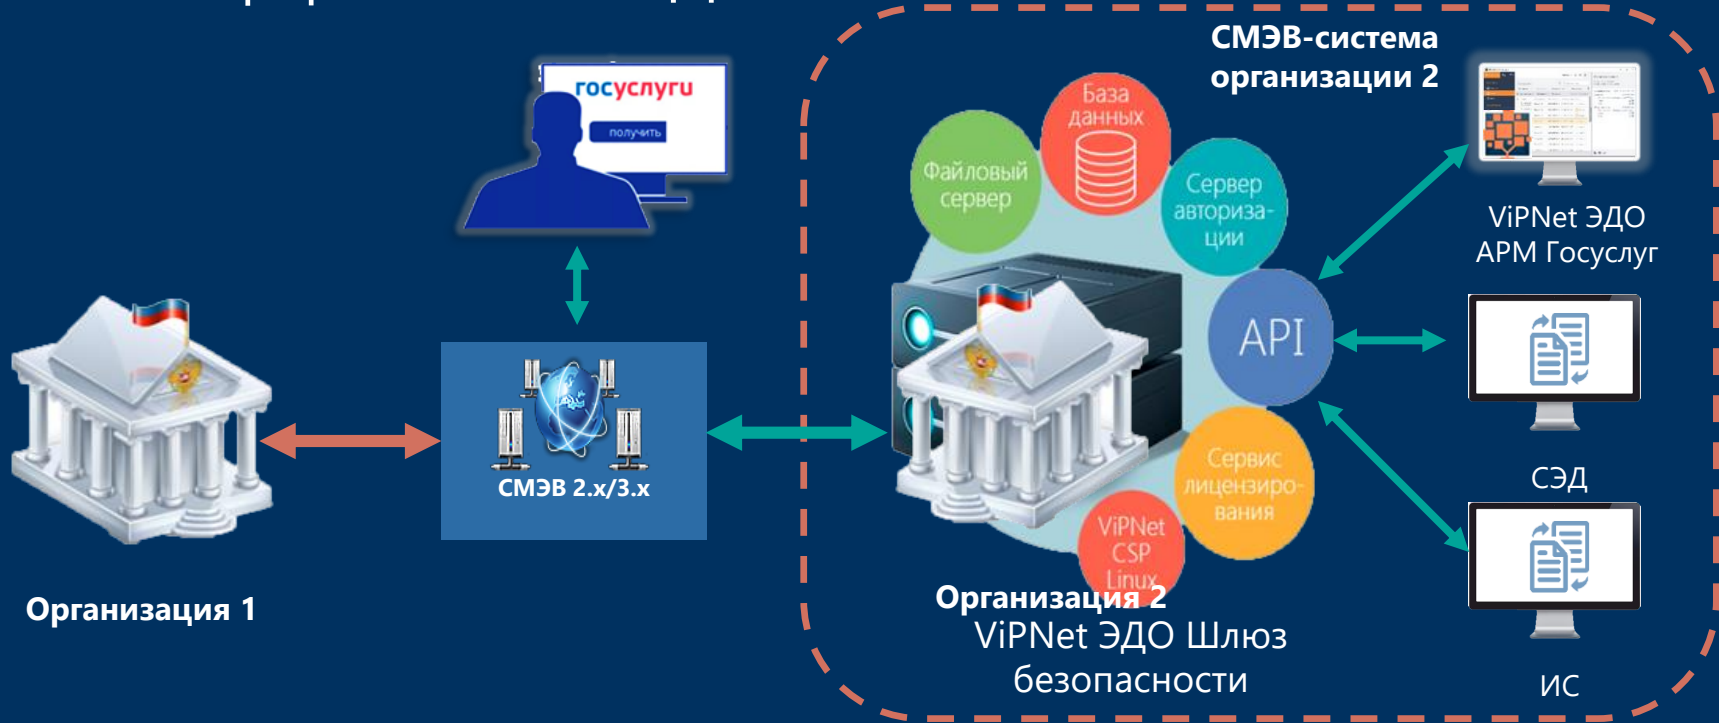 СМЭВ-система
организации 2
госуслуги
получить
База
данных
Файловый
сервер
Сервер
авториза-
ции
ViPNet ЭДО
АРМ Госуслуг
API
СМЭВ 2.x/3.x
Сервис
лицензиро-
вания
СЭД
ViPNet
CSP
Linux
Организация 1
Организация 2
ViPNet ЭДО Шлюз
безопасности
ИС